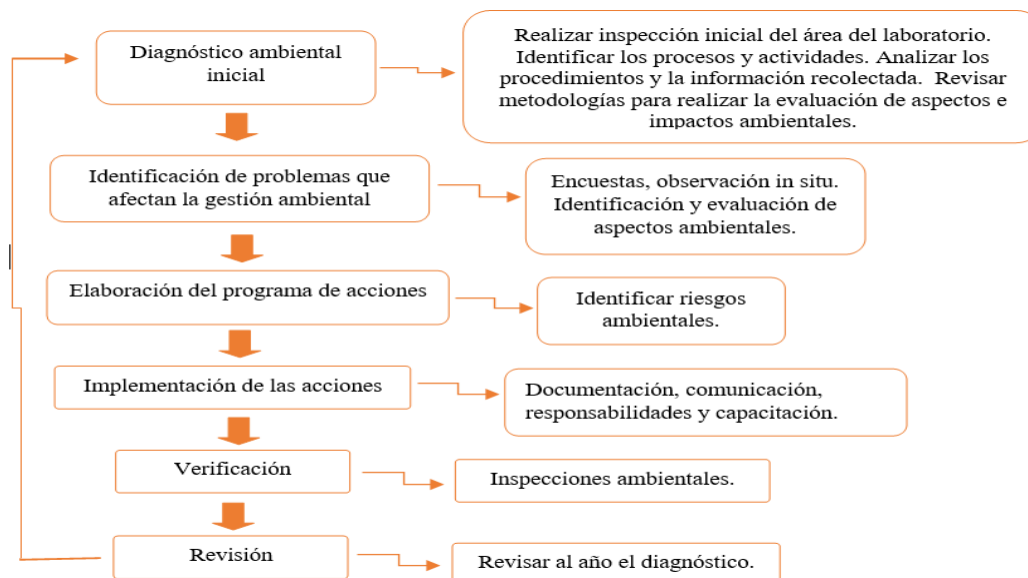 Diagnóstico ambiental
inicial
Realizar inspección inicial del área del laboratorio.
Identificar los procesos y actividades. Analizar los
procedimientos y la información recolectada. Revisar
metodologías para realizar la evaluación de aspectos e
impactos ambientales.
Identificación de problemas que
afectan la gestión ambiental
Encuestas, observación in situ.
Identificación y evaluación de
aspectos ambientales.
Elaboración del programa de acciones
Identificar riesgos
ambientales.
Implementación de las acciones
Documentación, comunicación,
responsabilidades y capacitación.
Verificación
Inspecciones ambientales.
Revisión
Revisar al año el diagnóstico.